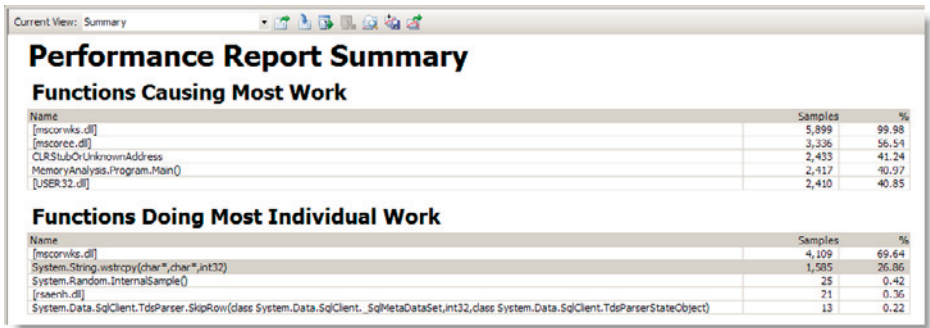 Current View: Summary
Performance Report Summary
Functions Causing Most Work
Name Samples %
[mscorwks.dll] 5,899 99.98
[mscoree.dll] 3,336 56.54
CLRStubOrUnknownAddress 2,433 41.24
MemoryAnalysis.Program.Main() 2,417 40.97
[USER32.dll] 2,410 40.85
Functions Doing Most Individual Work
Name Samples %
[mscorwks.dll] 4,109 69.64
System.String.wstrcpy(char*,char*,int32) 1,585 26.86
System.Random.InternalSample() 25 0.42
[rsaenh.dll] 21 0.36
System.Data.SqlClient.TdsParser.SkipRow(class System.Data.SqlClient._SqlMetaDataSet,int32,class System.Data.SqlClient.TdsParserStateObject) 13 0.22